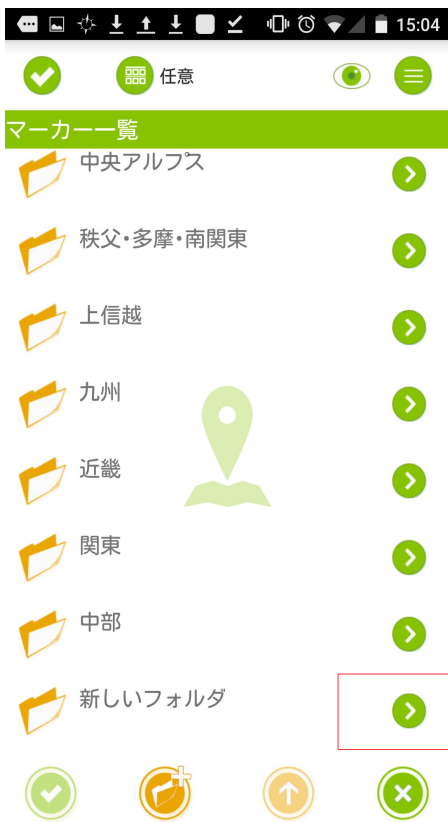 15:04
任意
マーカー一覧
中央アルプス
秩父・多摩・南関東
上信越
九州
近畿
関東
中部
新しいフォルダ